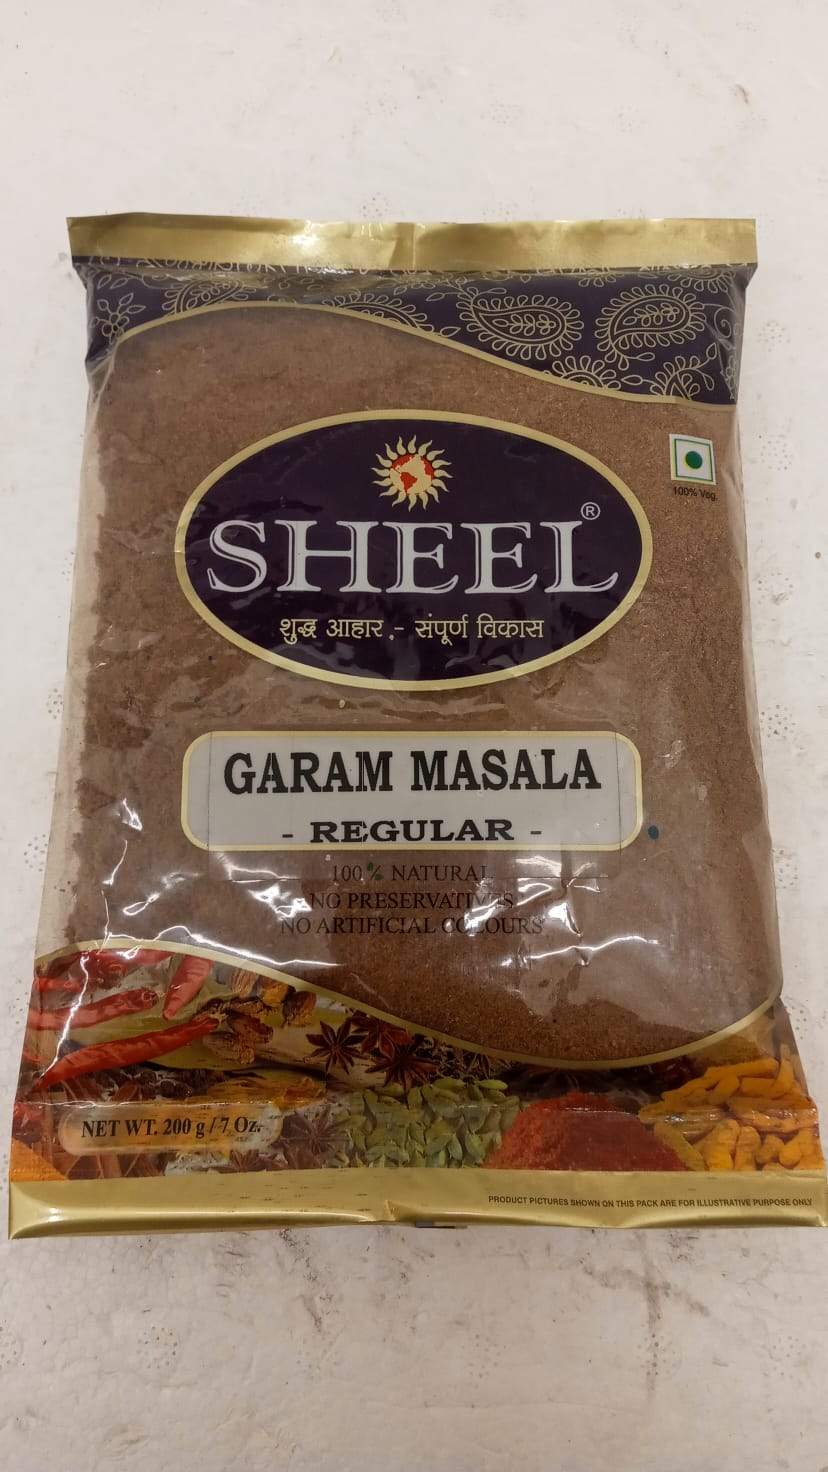 SHEEL®
शुद्ध आहार - संपूर्ण विकास
100% Veg.
GARAM MASALA
- REGULAR -
100% NATURAL
NO PRESERVATIVES
NO ARTIFICIAL COLOURS
NET WT. 200 g / 7 Oz.
PRODUCT PICTURES SHOWN ON THIS PACK ARE FOR ILLUSTRATIVE PURPOSE ONLY